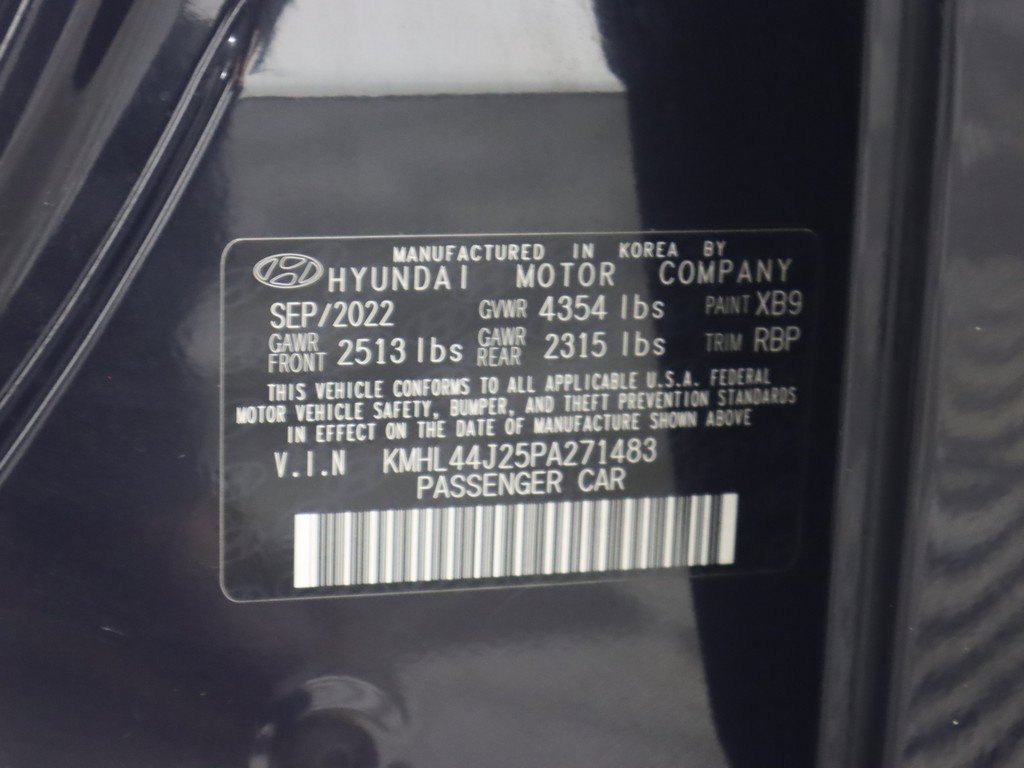 MANUFACTURED IN KOREA BY
HYUNDAI MOTOR COMPANY
SEP/2022 GVWR 4354 lbs PAINT XB9
GAWR FRONT 2513 lbs GAWR REAR 2315 lbs TRIM RBP
THIS VEHICLE CONFORMS TO ALL APPLICABLE U.S.A. FEDERAL
MOTOR VEHICLE SAFETY, BUMPER, AND THEFT PREVENTION STANDARDS
IN EFFECT ON THE DATE OF MANUFACTURE SHOWN ABOVE
V.I.N KMHL44J25PA271483
PASSENGER CAR